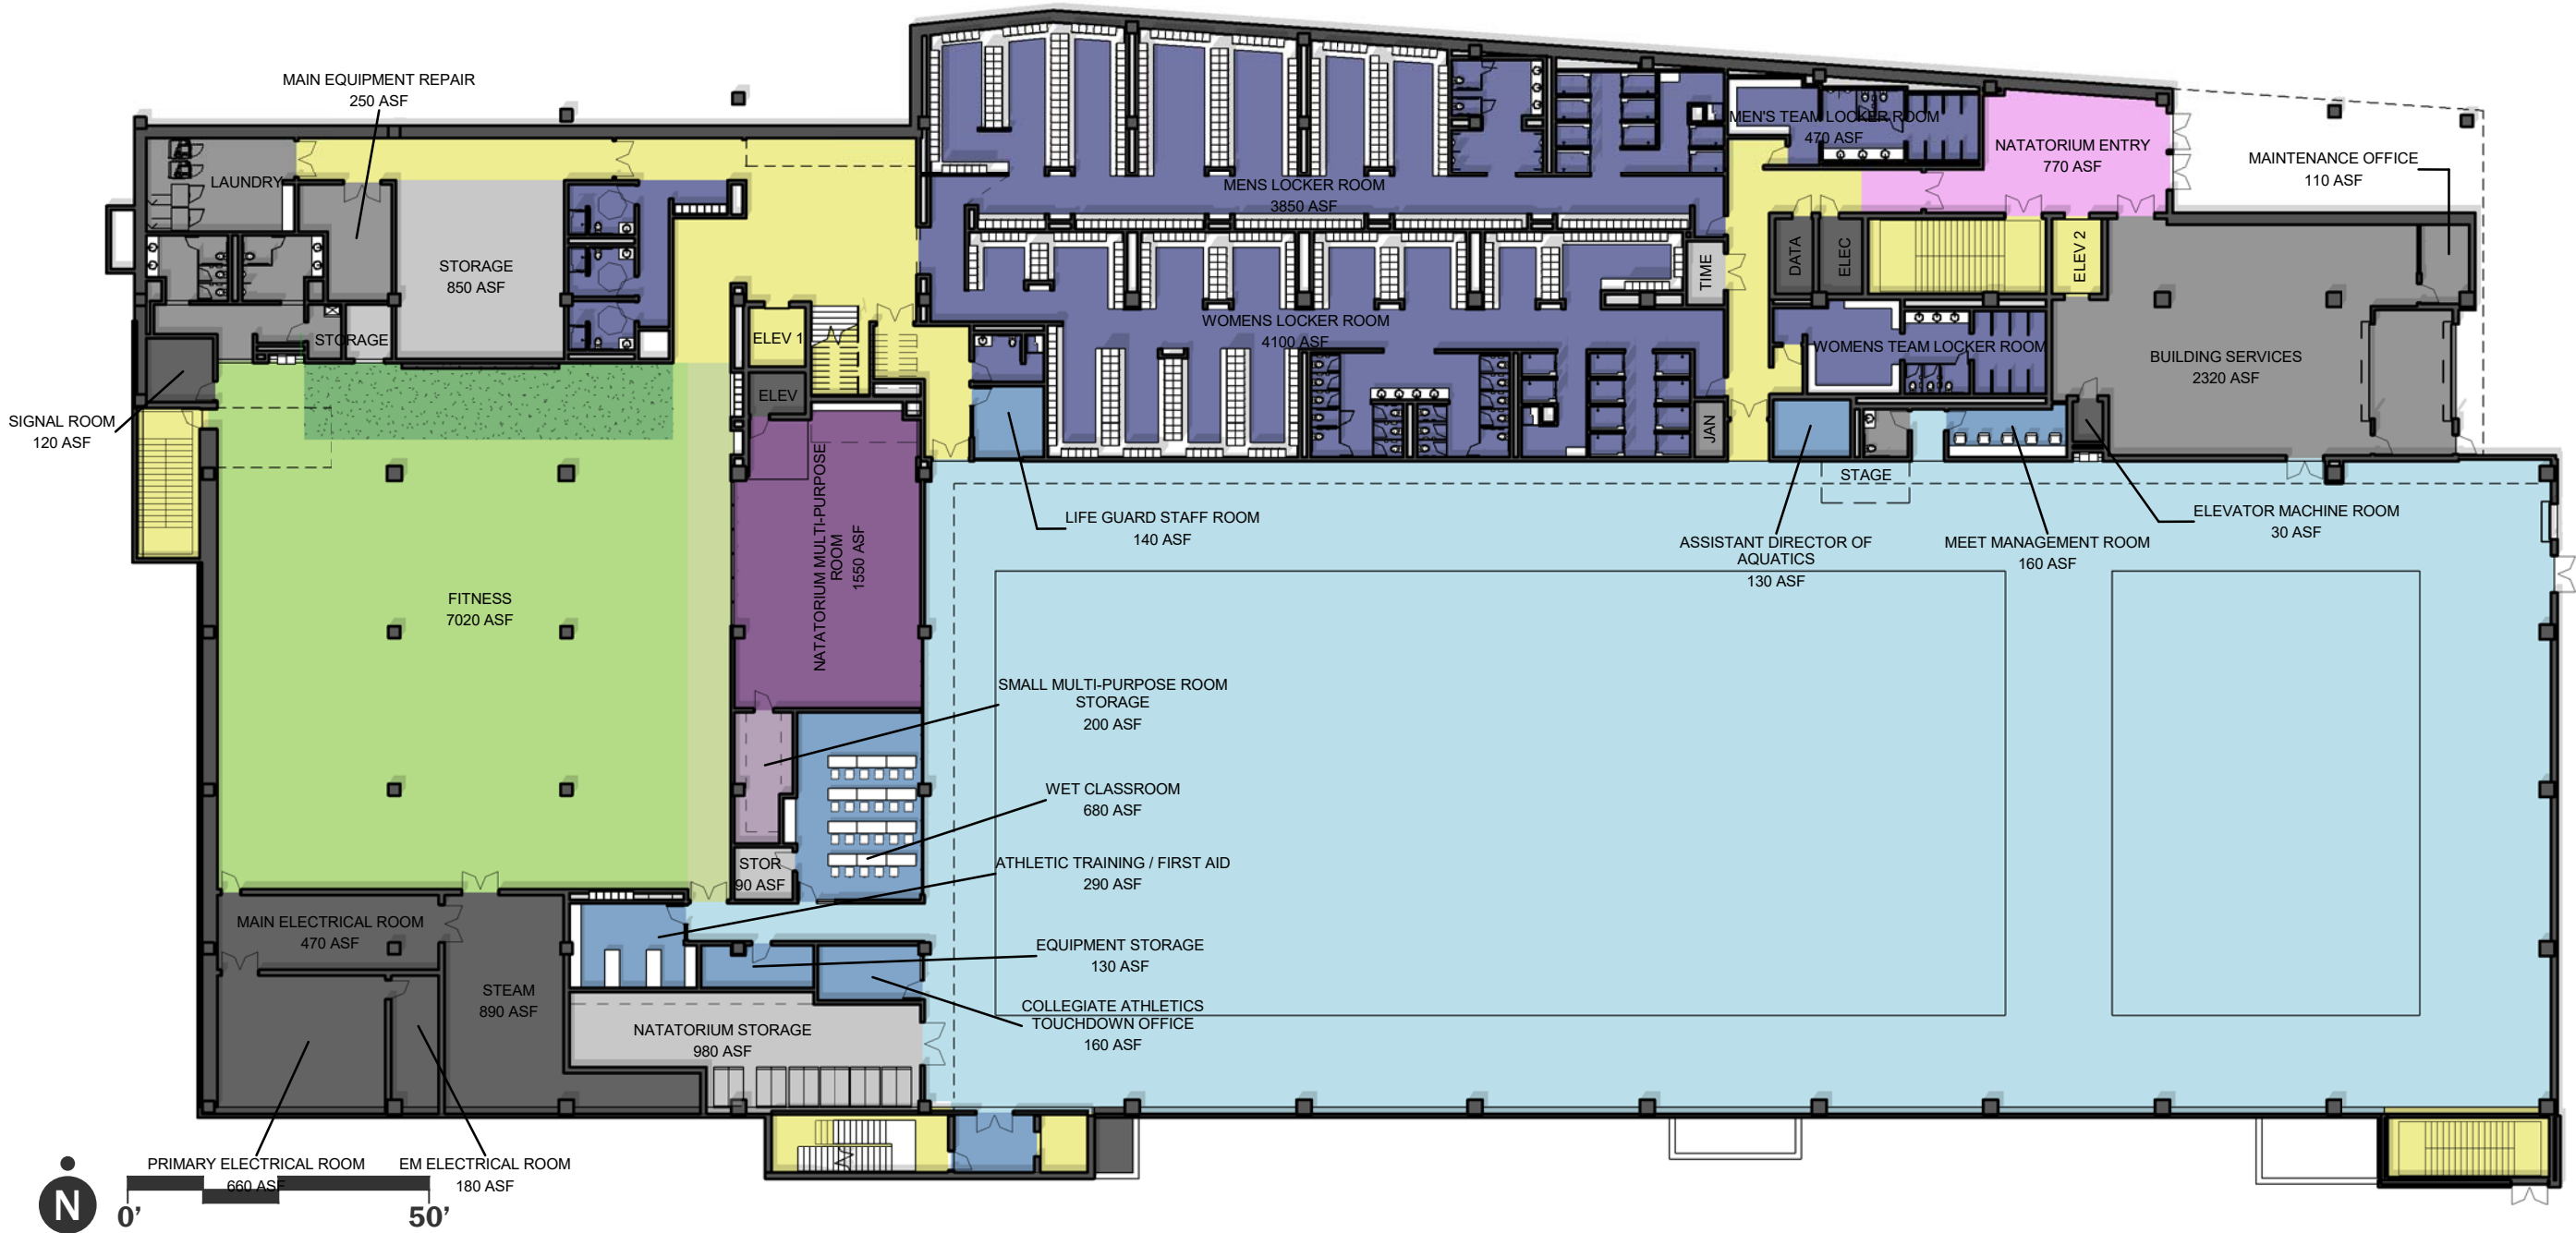 MAIN EQUIPMENT REPAIR
250 ASF
LAUNDRY
STORAGE
850 ASF
STORAGE
SIGNAL ROOM
120 ASF
ELEV 1
ELEV
MENS LOCKER ROOM
3850 ASF
WOMENS LOCKER ROOM
4100 ASF
TIME
JAN
MEN'S TEAM LOCKER ROOM
470 ASF
NATATORIUM ENTRY
770 ASF
MAINTENANCE OFFICE
110 ASF
DATA
ELEC
ELEV 2
WOMENS TEAM LOCKER ROOM
BUILDING SERVICES
2320 ASF
STAGE
LIFE GUARD STAFF ROOM
140 ASF
ASSISTANT DIRECTOR OF
AQUATICS
130 ASF
MEET MANAGEMENT ROOM
160 ASF
ELEVATOR MACHINE ROOM
30 ASF
FITNESS
7020 ASF
NATATORIUM MULTI-PURPOSE
ROOM
1550 ASF
SMALL MULTI-PURPOSE ROOM
STORAGE
200 ASF
WET CLASSROOM
680 ASF
STOR
90 ASF
ATHLETIC TRAINING / FIRST AID
290 ASF
EQUIPMENT STORAGE
130 ASF
COLLEGIATE ATHLETICS
TOUCHDOWN OFFICE
160 ASF
MAIN ELECTRICAL ROOM
470 ASF
STEAM
890 ASF
NATATORIUM STORAGE
980 ASF
PRIMARY ELECTRICAL ROOM
660 ASF
EM ELECTRICAL ROOM
180 ASF
N
0'
50'